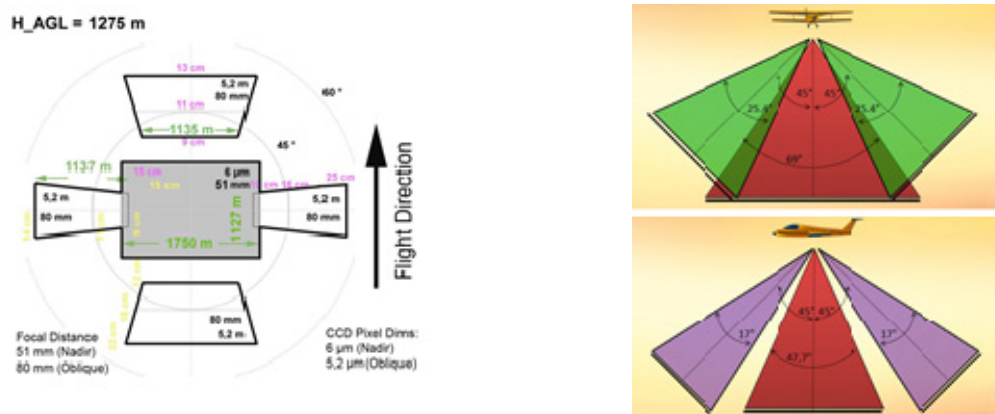 H_AGL = 1275 m
13 cm
5,2 m
80 mm
60 °
11 cm
1135 m
9 cm
45 °
1137 m
15 cm
15 cm
6 µm
51 mm
16 cm
25 cm
5,2 m
80 mm
5,2 m
80 mm
1127 m
1750 m
Flight Direction
80 mm
5,2 m
Focal Distance
51 mm (Nadir)
80 mm (Oblique)
CCD Pixel Dims:
6 µm (Nadir)
5,2 µm (Oblique)
45°
45°
25.4°
25.4°
69°
45°
45°
17°
17°
47,7°